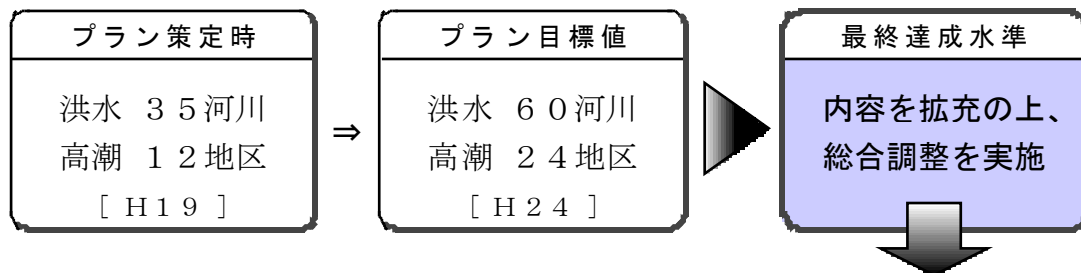 プラン策定時
洪水 ３５河川
高潮 １２地区
［ H19 ］
⇒
プラン目標値
洪水 ６０河川
高潮 ２４地区
［ H２４ ］
最終達成水準
内容を拡充の上、
総合調整を実施